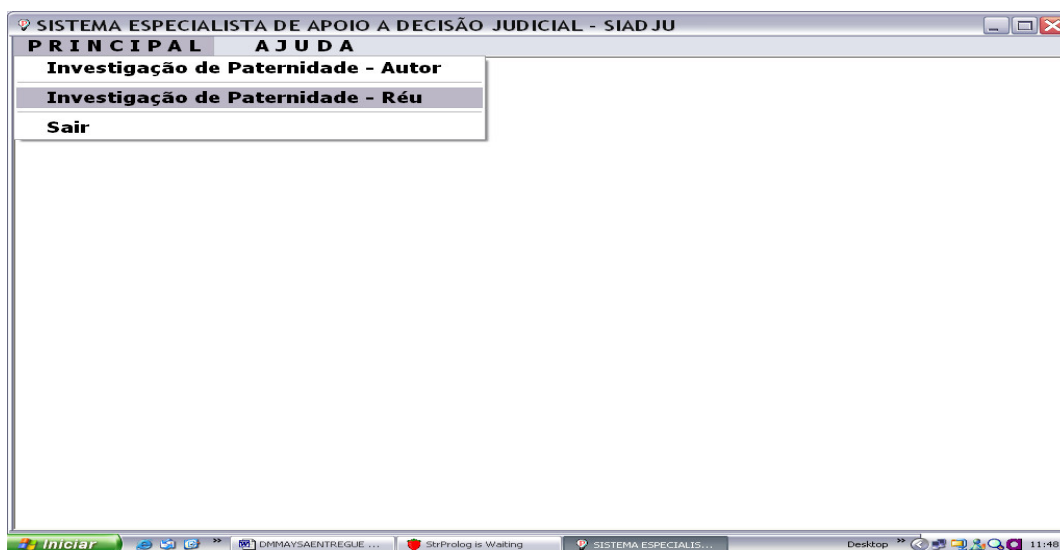 SISTEMA ESPECIALISTA DE APOIO A DECISÃO JUDICIAL - SIADJU
PRINCIPAL AJUDA
Investigação de Paternidade - Autor
Investigação de Paternidade - Réu
Sair
Iniciar » DMMAYSAENTREGUE ... StrProlog is Waiting SISTEMA ESPECIALIS... Desktop » 11:48